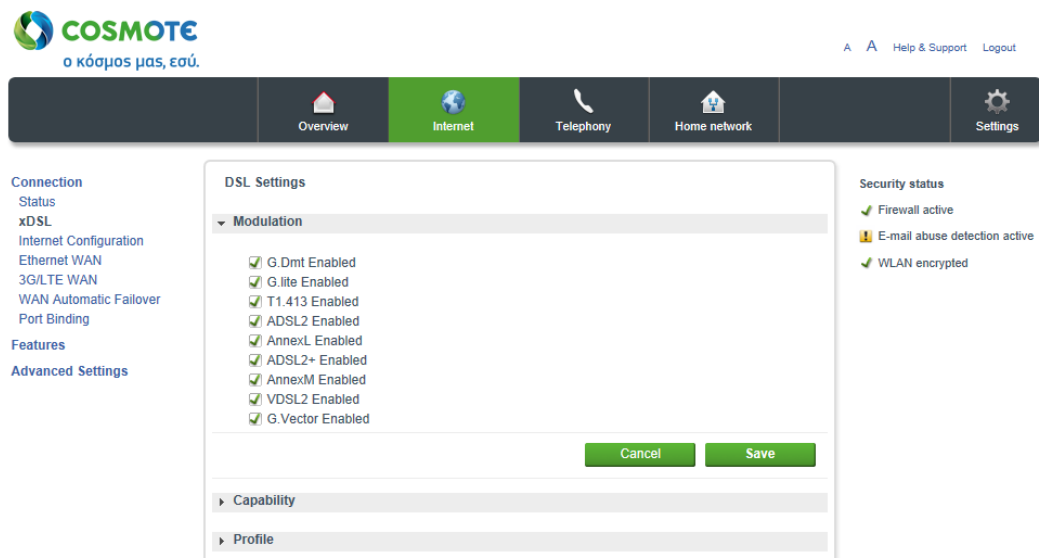 COSMOTE
ο κόσμος μας, εσύ.
A A Help & Support Logout
Overview
Internet
Telephony
Home network
Settings
Connection
Status
xDSL
Internet Configuration
Ethernet WAN
3G/LTE WAN
WAN Automatic Failover
Port Binding
Features
Advanced Settings
DSL Settings
Modulation
G.Dmt Enabled
G.lite Enabled
T1.413 Enabled
ADSL2 Enabled
AnnexL Enabled
ADSL2+ Enabled
AnnexM Enabled
VDSL2 Enabled
G.Vector Enabled
Cancel
Save
Capability
Profile
Security status
Firewall active
E-mail abuse detection active
WLAN encrypted